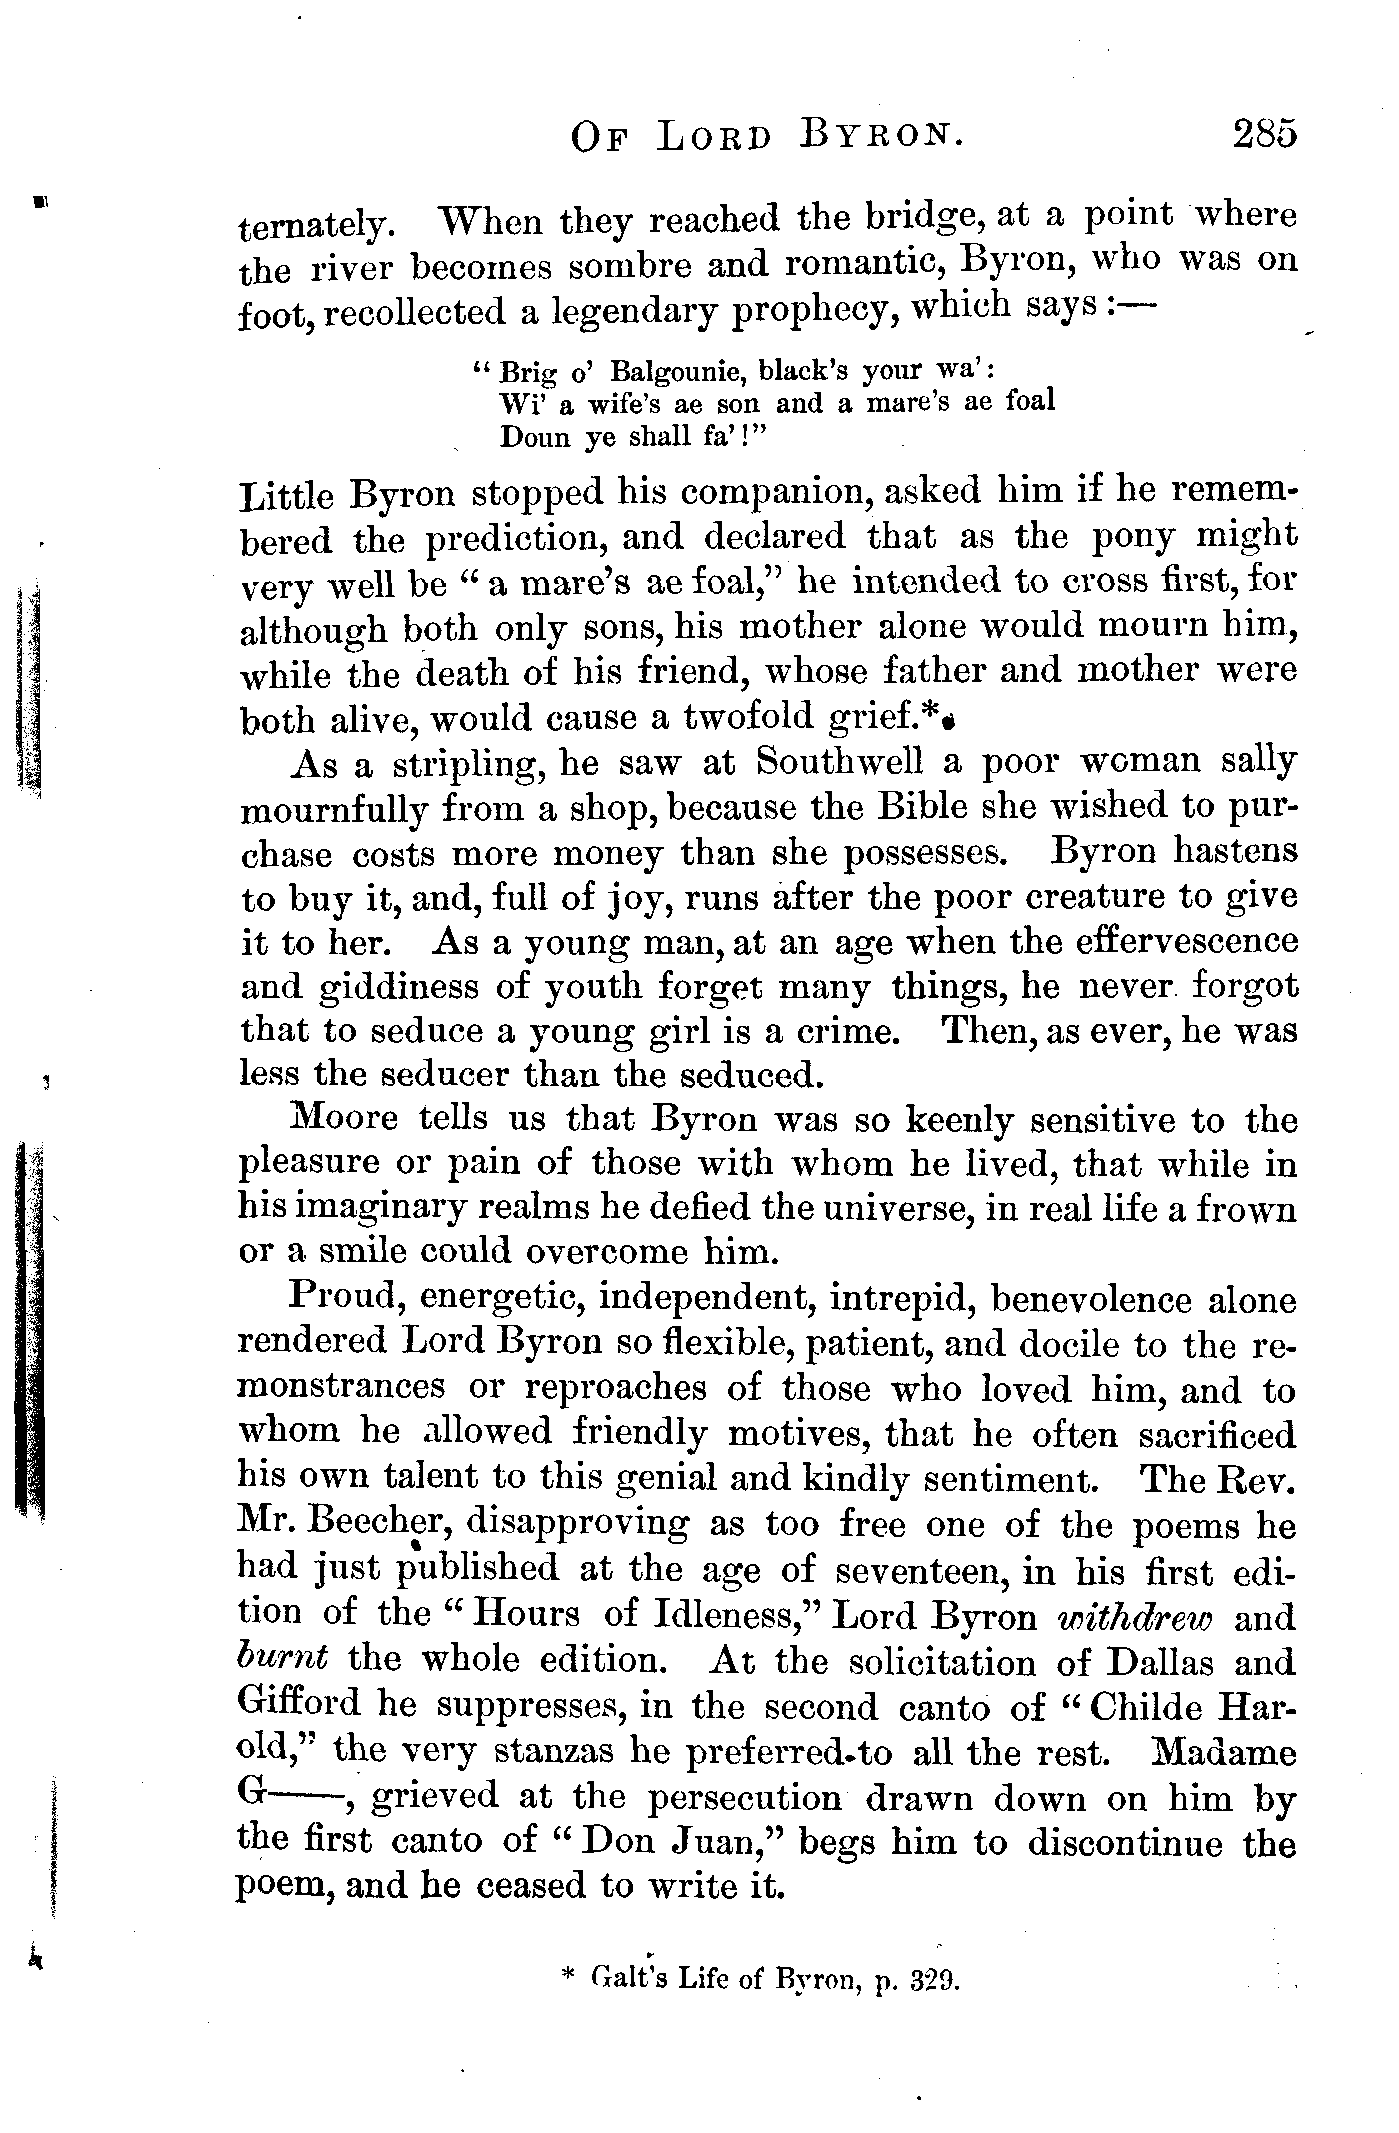 OF LORD BYRON. 285
ternately. When they reached the bridge, at a point where
the river becomes sombre and romantic, Byron, who was on
foot, recollected a legendary prophecy, which says :—
“Brig o' Balgounie, black's your wa':
Wi' a wife's ae son and a mare's ae foal
Doun ye shall fa'!”
Little Byron stopped his companion, asked him if he remem-
bered the prediction, and declared that as the pony might
very well be “a mare's ae foal,” he intended to cross first, for
although both only sons, his mother alone would mourn him,
while the death of his friend, whose father and mother were
both alive, would cause a twofold grief.*
As a stripling, he saw at Southwell a poor woman sally
mournfully from a shop, because the Bible she wished to pur-
chase costs more money than she possesses. Byron hastens
to buy it, and, full of joy, runs after the poor creature to give
it to her. As a young man, at an age when the effervescence
and giddiness of youth forget many things, he never forgot
that to seduce a young girl is a crime. Then, as ever, he was
less the seducer than the seduced.
Moore tells us that Byron was so keenly sensitive to the
pleasure or pain of those with whom he lived, that while in
his imaginary realms he defied the universe, in real life a frown
or a smile could overcome him.
Proud, energetic, independent, intrepid, benevolence alone
rendered Lord Byron so flexible, patient, and docile to the re-
monstrances or reproaches of those who loved him, and to
whom he allowed friendly motives, that he often sacrificed
his own talent to this genial and kindly sentiment. The Rev.
Mr. Beecher, disapproving as too free one of the poems he
had just published at the age of seventeen, in his first edi-
tion of the “Hours of Idleness,” Lord Byron withdrew and
burnt the whole edition. At the solicitation of Dallas and
Gifford he suppresses, in the second canto of “Childe Har-
old,” the very stanzas he preferred to all the rest. Madame
G——, grieved at the persecution drawn down on him by
the first canto of “Don Juan,” begs him to discontinue the
poem, and he ceased to write it.
* Galt's Life of Byron, p. 329.